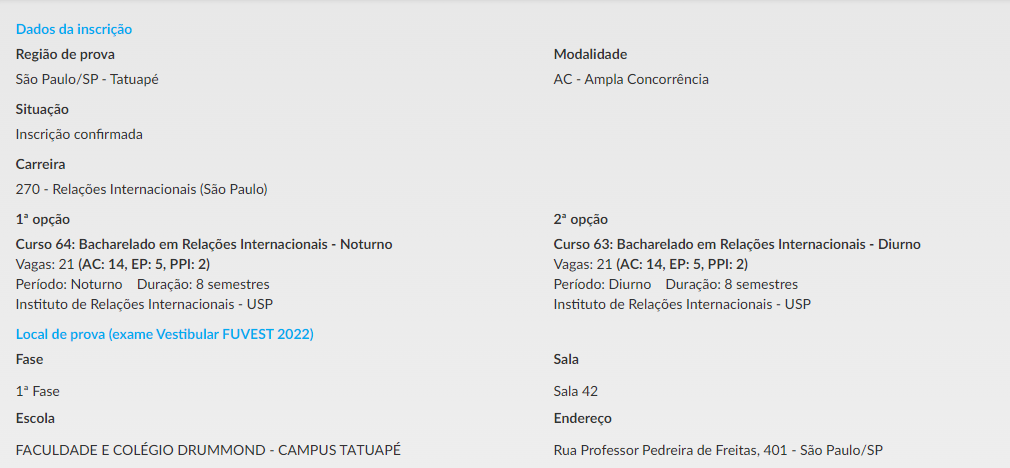 Dados da inscrição
Região de prova
Modalidade
São Paulo/SP - Tatuapé
AC - Ampla Concorrência
Situação
Inscrição confirmada
Carreira
270 - Relações Internacionais (São Paulo)
1ª opção
2ª opção
Curso 64: Bacharelado em Relações Internacionais - Noturno
Curso 63: Bacharelado em Relações Internacionais - Diurno
Vagas: 21 (AC: 14, EP: 5, PPI: 2)
Vagas: 21 (AC: 14, EP: 5, PPI: 2)
Período: Noturno Duração: 8 semestres
Período: Diurno Duração: 8 semestres
Instituto de Relações Internacionais - USP
Instituto de Relações Internacionais - USP
Local de prova (exame Vestibular FUVEST 2022)
Fase
Sala
1ª Fase
Sala 42
Escola
Endereço
FACULDADE E COLÉGIO DRUMMOND - CAMPUS TATUAPÉ
Rua Professor Pedreira de Freitas, 401 - São Paulo/SP